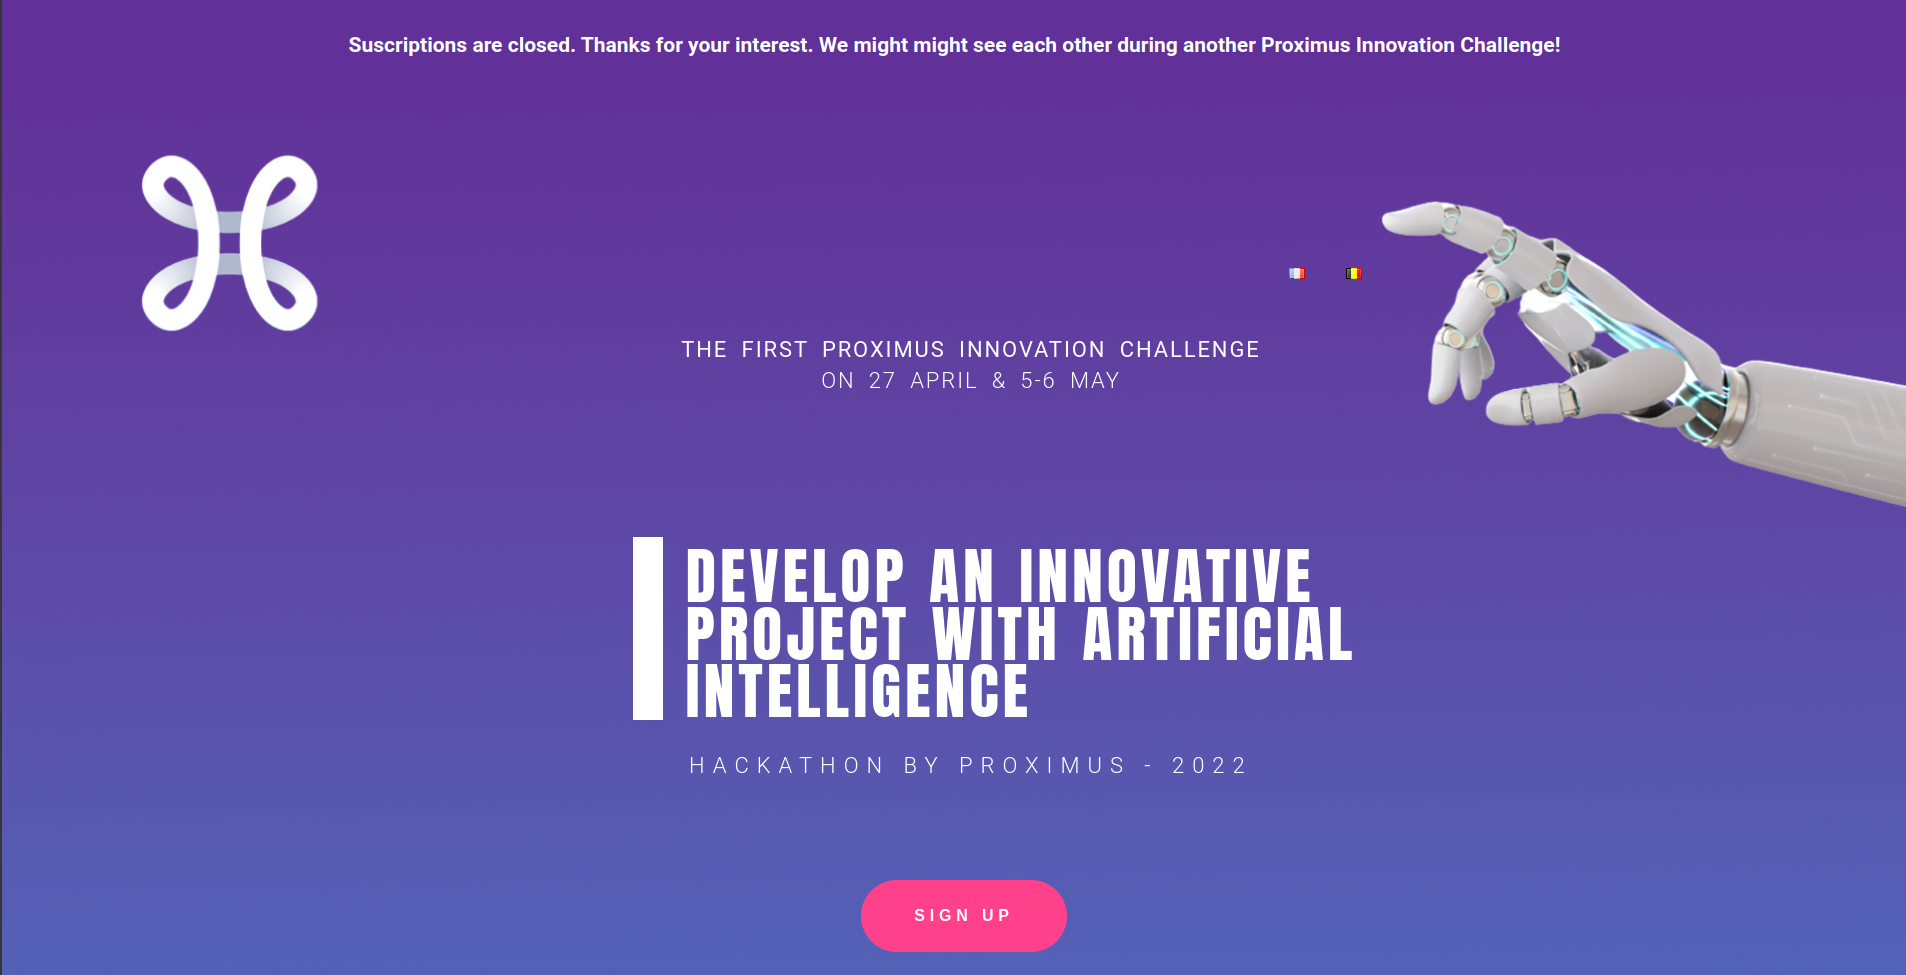 Suscriptions are closed. Thanks for your interest. We might might see each other during another Proximus Innovation Challenge!
THE FIRST PROXIMUS INNOVATION CHALLENGE
ON 27 APRIL & 5-6 MAY
DEVELOP AN INNOVATIVE
PROJECT WITH ARTIFICIAL
INTELLIGENCE
HACKATHON BY PROXIMUS - 2022
SIGN UP